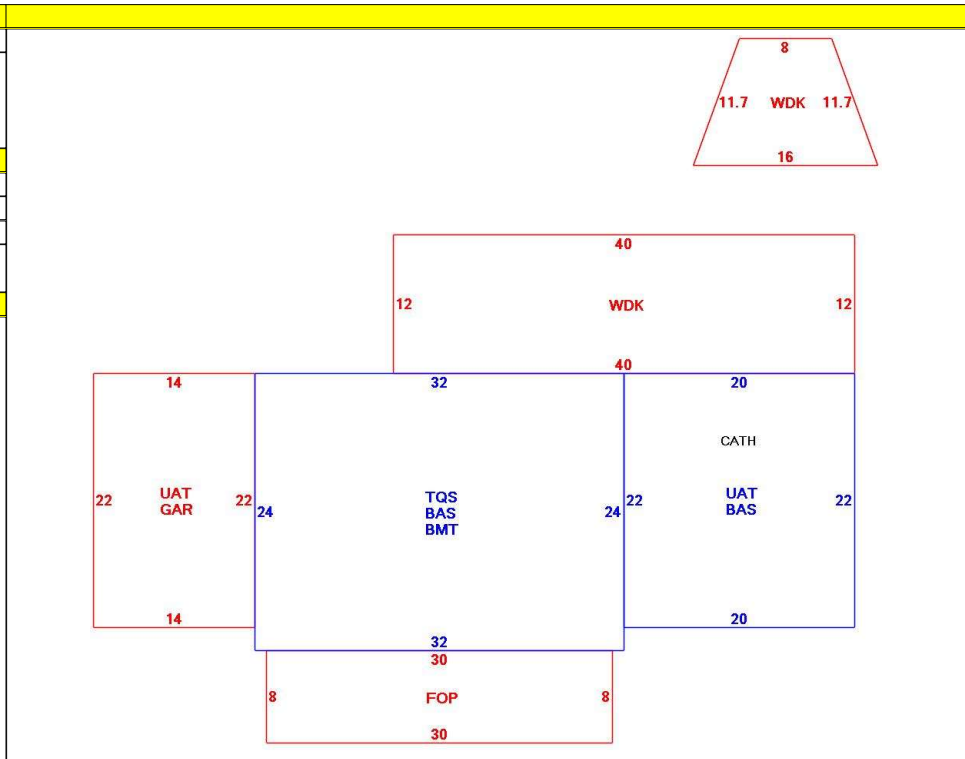 8
11.7 WDK 11.7
16
40
12 WDK 12
40
14 32 20
CATH
22 UAT 22 24 TQS 24 22 UAT 22
GAR BAS BAS
BMT
14 32 20
30
8 FOP 8
30